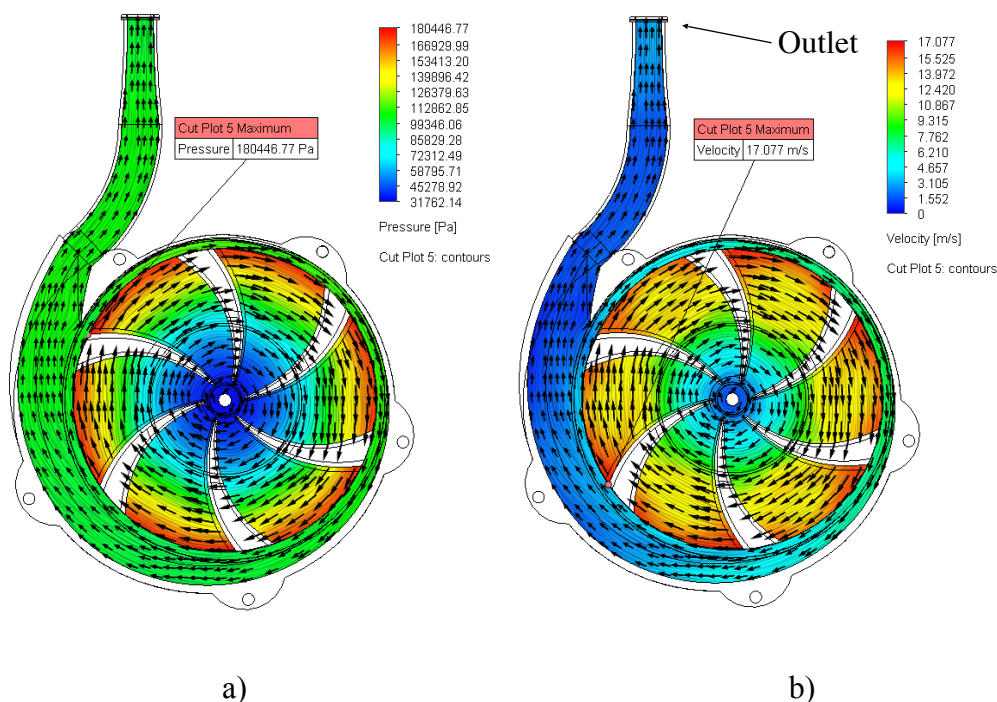 Cut Plot 5 Maximum
Pressure 180446.77 Pa
180446.77
166929.99
153413.20
139896.42
126379.63
112862.85
99346.06
85829.28
72312.49
58795.71
45278.92
31762.14
Pressure [Pa]
Cut Plot 5: contours
Outlet
Cut Plot 5 Maximum
Velocity 17.077 m/s
17.077
15.525
13.972
12.420
10.867
9.315
7.762
6.210
4.657
3.105
1.552
0
Velocity [m/s]
Cut Plot 5: contours
a)
b)